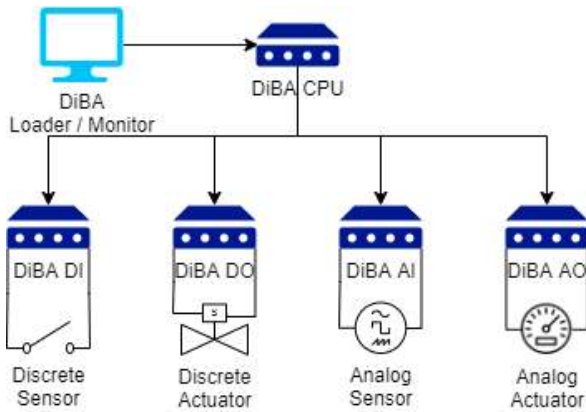 DiBA
Loader / Monitor
DiBA CPU
DiBA DI
DiBA DO
DiBA AI
DiBA AO
S
Discrete
Sensor
Discrete
Actuator
Analog
Sensor
Analog
Actuator